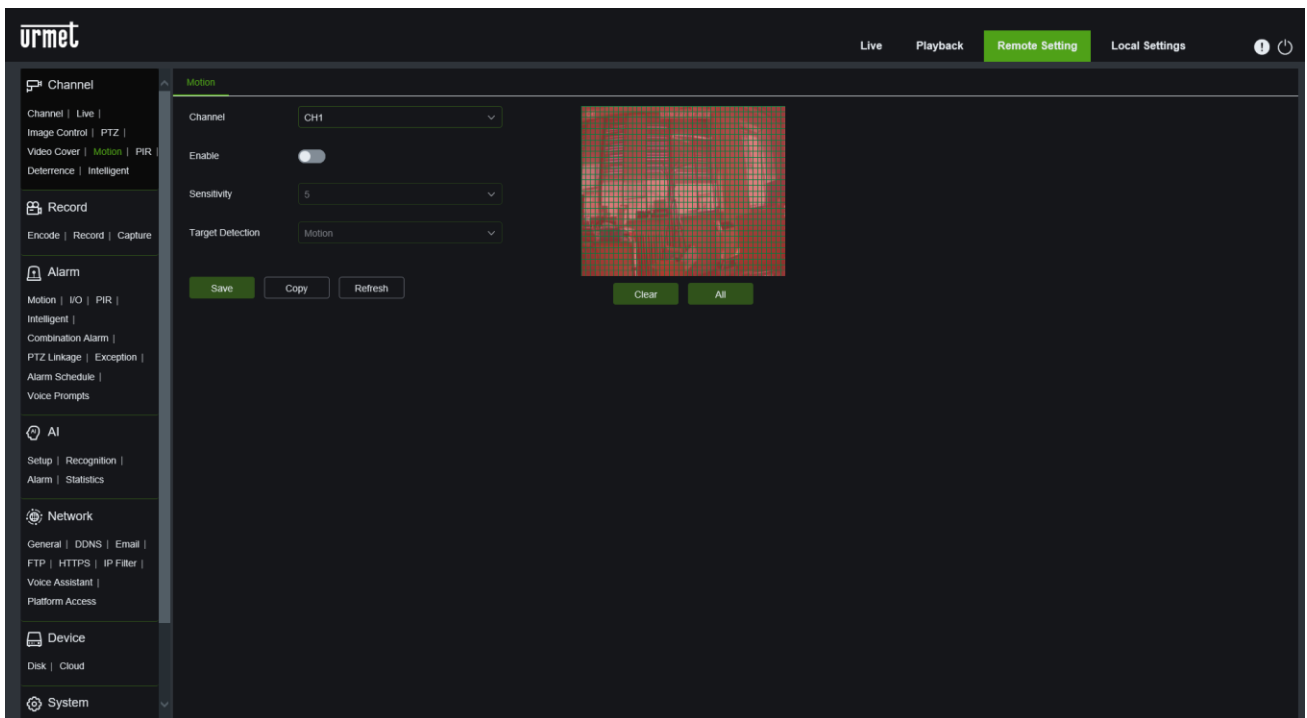 urmet
Live Playback Remote Setting Local Settings
Channel
Channel | Live |
Image Control | PTZ |
Video Cover | Motion | PIR |
Deterrence | Intelligent
Record
Encode | Record | Capture
Alarm
Motion | I/O | PIR |
Intelligent |
Combination Alarm |
PTZ Linkage | Exception |
Alarm Schedule |
Voice Prompts
AI
Setup | Recognition |
Alarm | Statistics
Network
General | DDNS | Email |
FTP | HTTPS | IP Filter |
Voice Assistant |
Platform Access
Device
Disk | Cloud
System
Motion
Channel CH1
Enable
Sensitivity 5
Target Detection Motion
Save Copy Refresh
Clear All